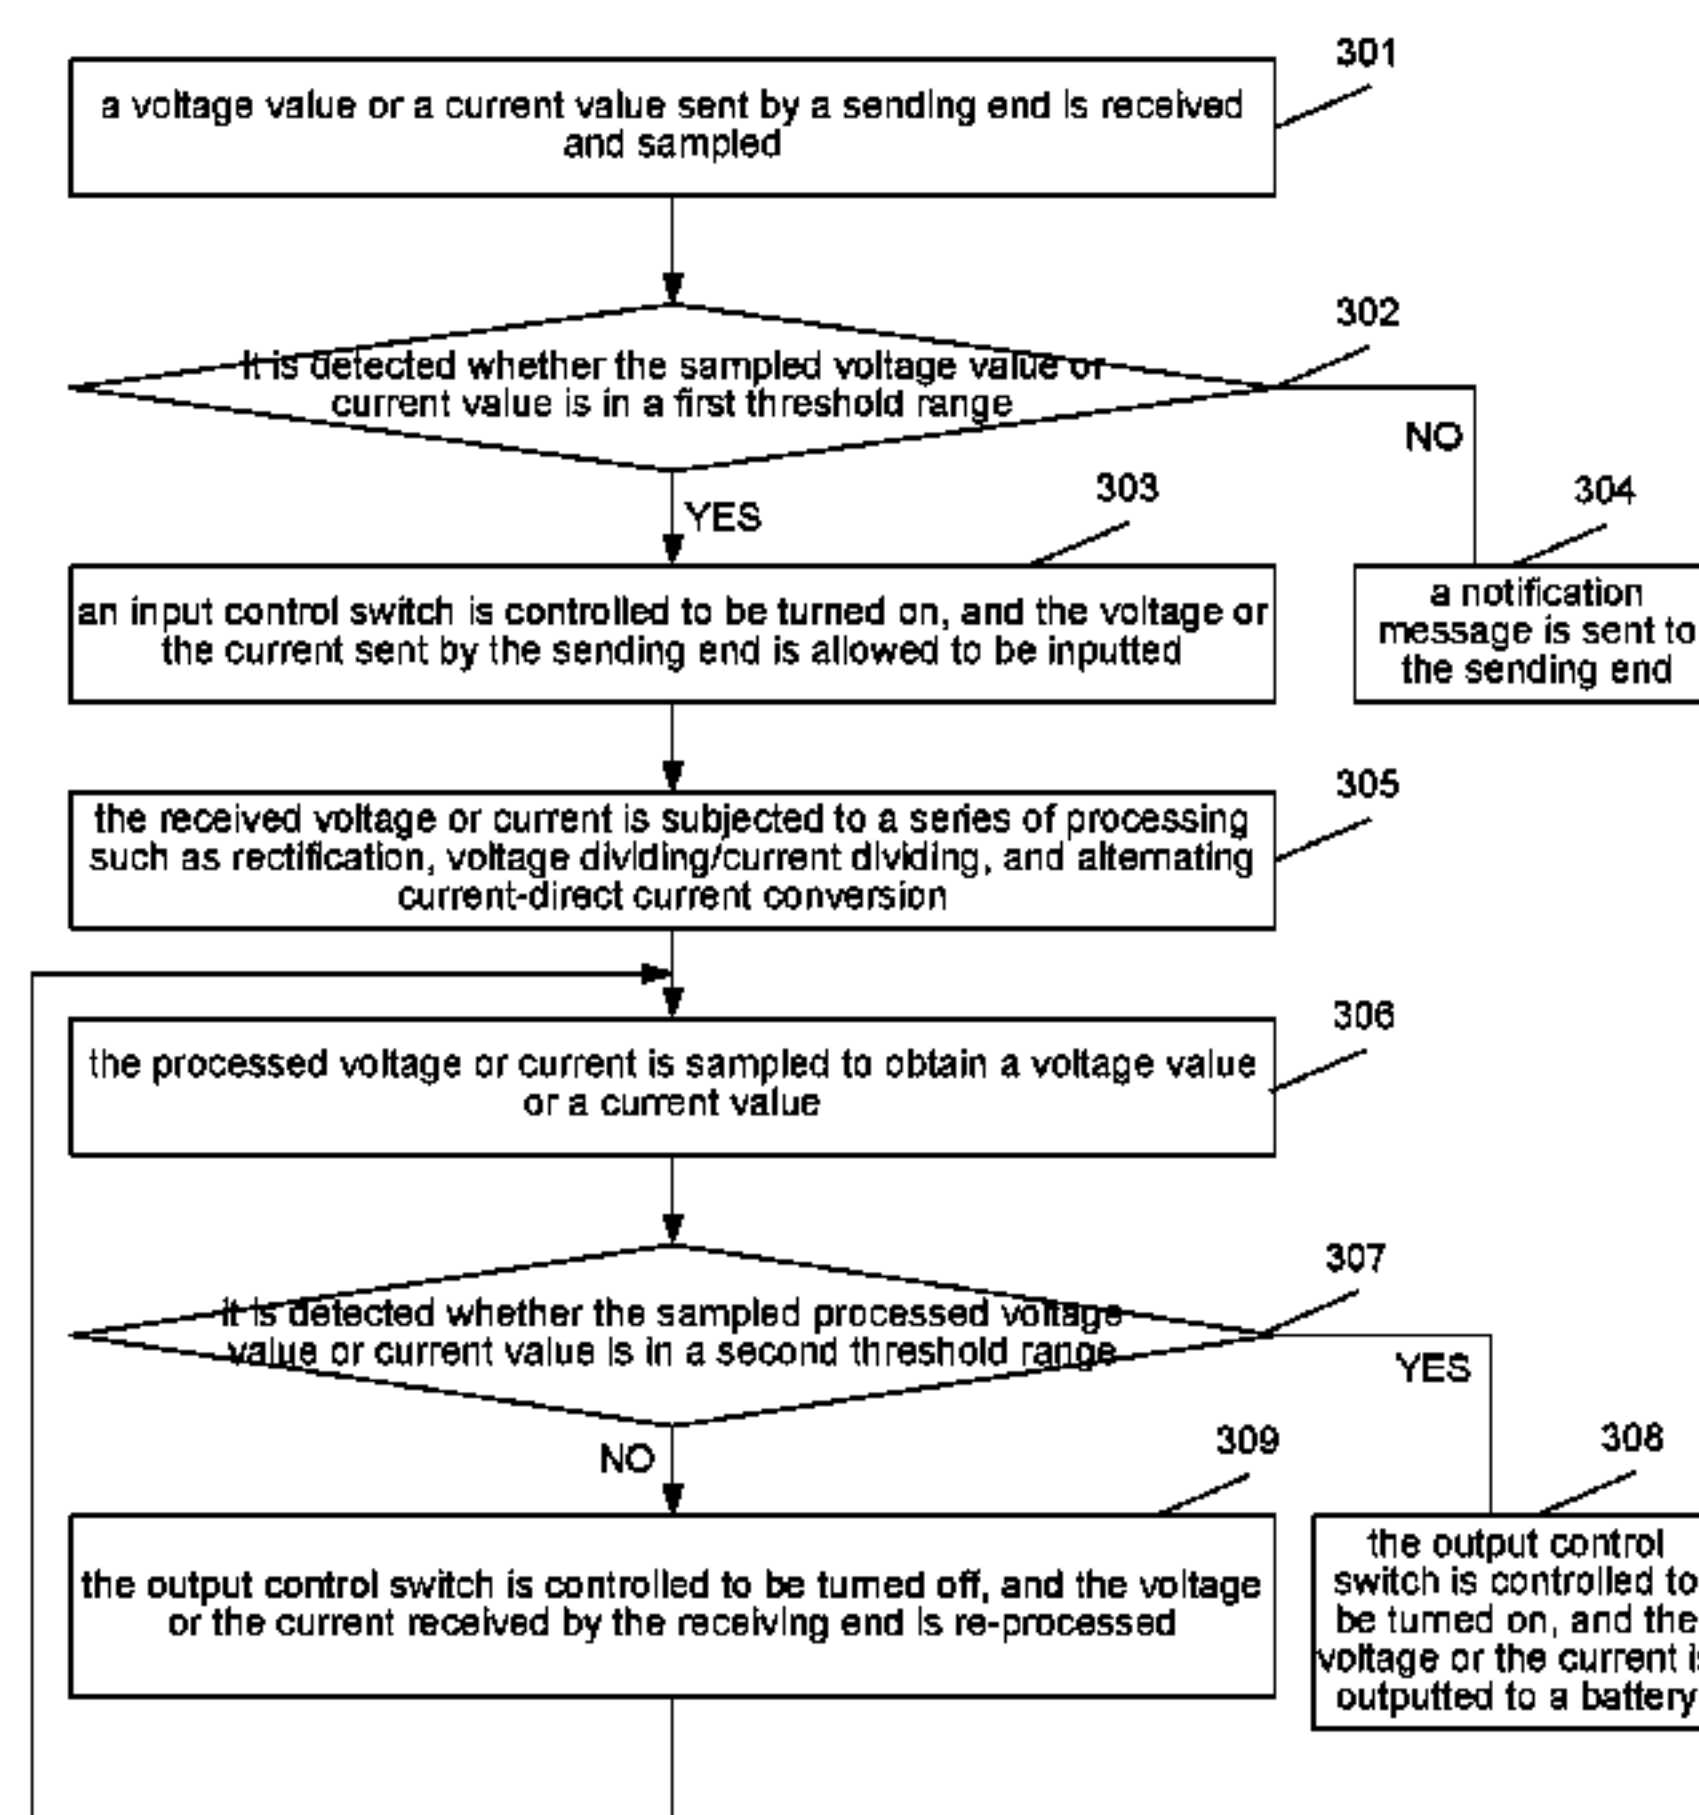 301
a voltage value or a current value sent by a sending end is received
and sampled
302
it is detected whether the sampled voltage value or
current value is in a first threshold range
NO
YES
303
304
an input control switch is controlled to be turned on, and the voltage or
the current sent by the sending end is allowed to be inputted
a notification
message is sent to
the sending end
305
the received voltage or current is subjected to a series of processing
such as rectification, voltage dividing/current dividing, and alternating
current-direct current conversion
306
the processed voltage or current is sampled to obtain a voltage value
or a current value
307
it is detected whether the sampled processed voltage
value or current value is in a second threshold range
YES
NO
309
308
the output control switch is controlled to be turned off, and the voltage
or the current received by the receiving end is re-processed
the output control
switch is controlled to
be turned on, and the
voltage or the current is
outputted to a battery